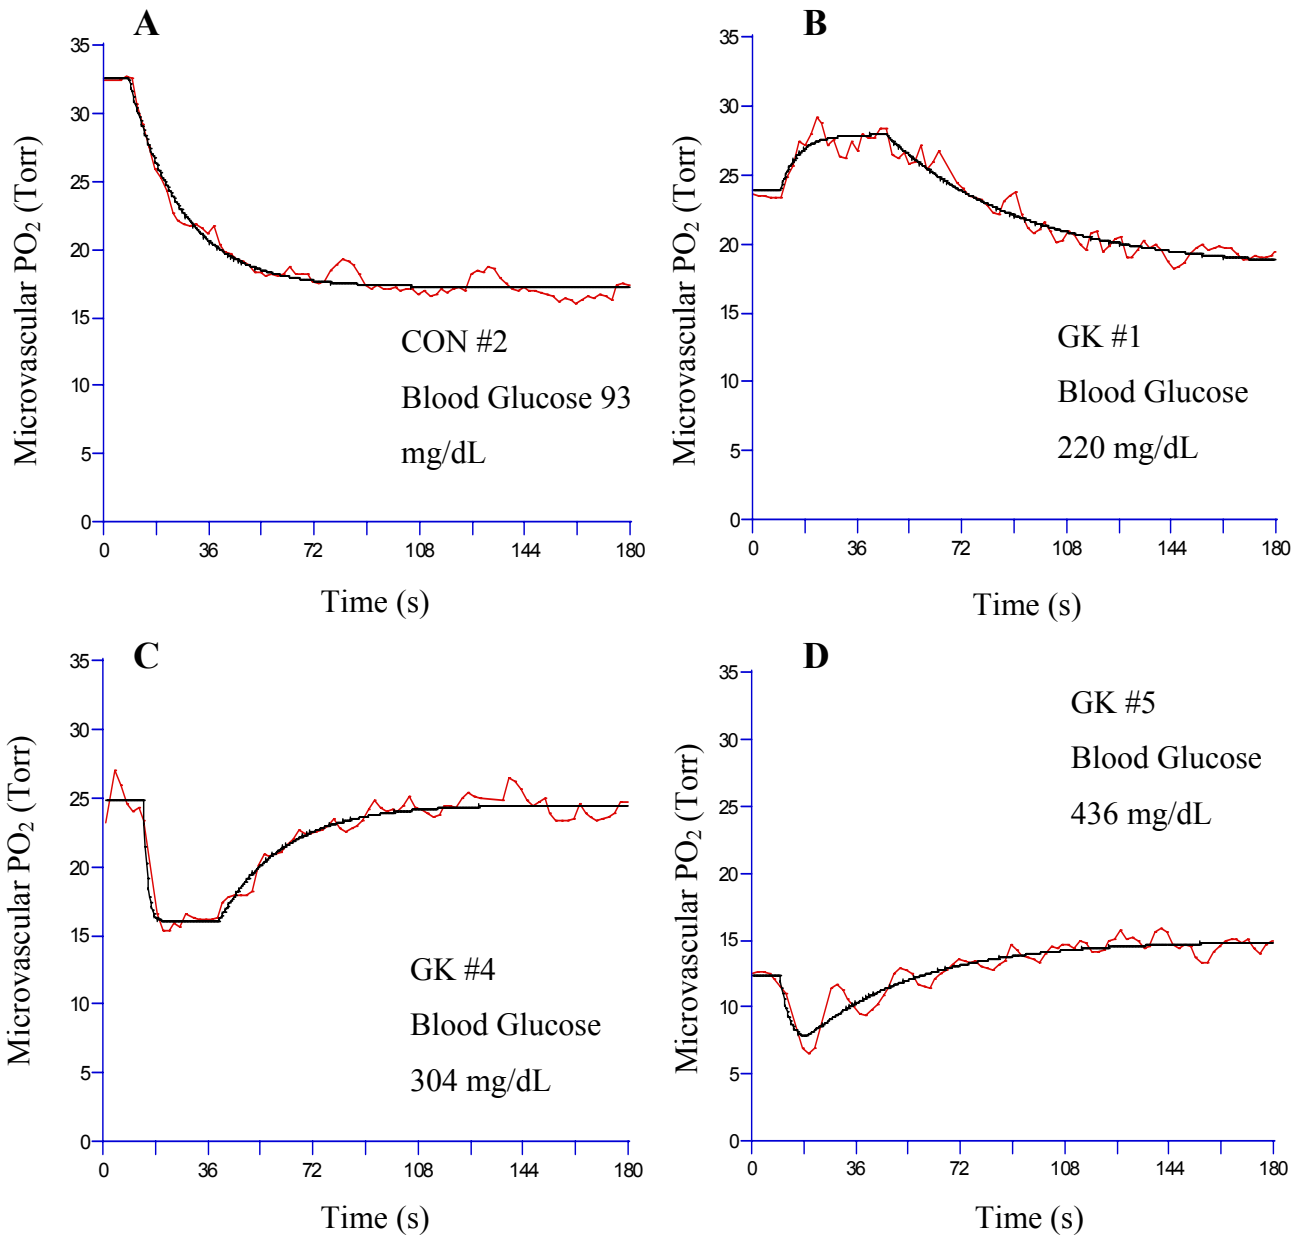 A
Microvascular PO₂ (Torr)
35
30
25
20
15
10
5
0
CON #2
Blood Glucose 93
mg/dL
0 36 72 108 144 180
Time (s)
B
Microvascular PO₂ (Torr)
35
30
25
20
15
10
5
0
GK #1
Blood Glucose
220 mg/dL
0 36 72 108 144 180
Time (s)
C
Microvascular PO₂ (Torr)
35
30
25
20
15
10
5
0
GK #4
Blood Glucose
304 mg/dL
0 36 72 108 144 180
Time (s)
D
Microvascular PO₂ (Torr)
35
30
25
20
15
10
5
0
GK #5
Blood Glucose
436 mg/dL
0 36 72 108 144 180
Time (s)